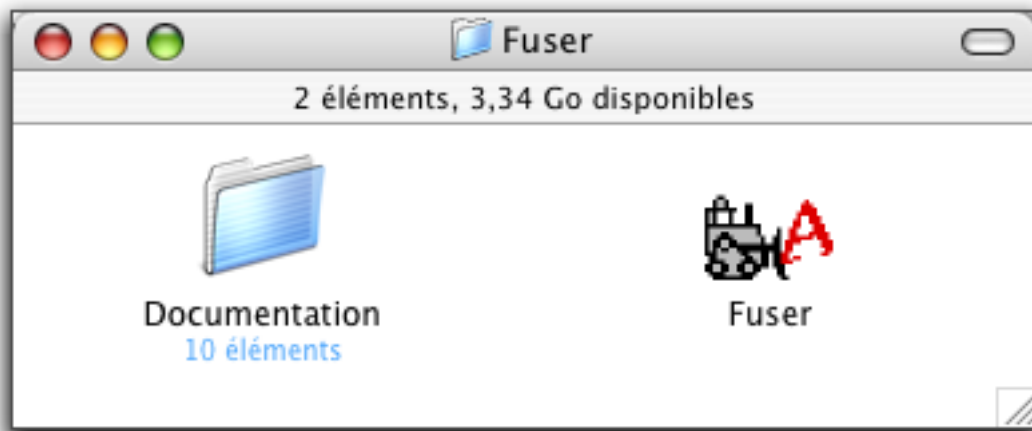 Fuser
2 éléments, 3,34 Go disponibles
Documentation
10 éléments
Fuser